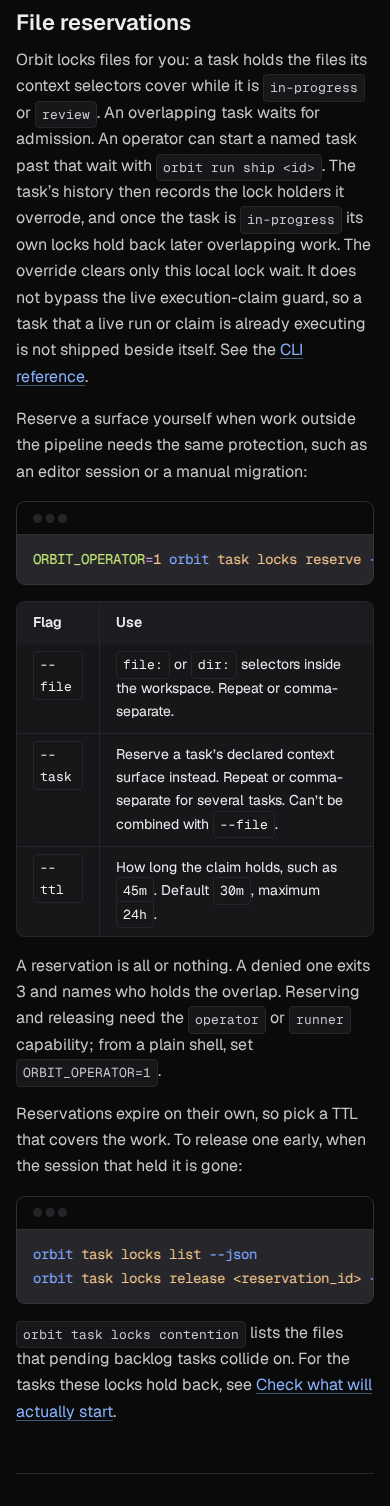 File reservations
Orbit locks files for you: a task holds the files its
context selectors cover while it is in-progress
or review. An overlapping task waits for
admission. An operator can start a named task
past that wait with orbit run ship <id>. The
task’s history then records the lock holders it
overrode, and once the task is in-progress its
own locks hold back later overlapping work. The
override clears only this local lock wait. It does
not bypass the live execution-claim guard, so a
task that a live run or claim is already executing
is not shipped beside itself. See the CLI
reference.
Reserve a surface yourself when work outside
the pipeline needs the same protection, such as
an editor session or a manual migration:
ORBIT_OPERATOR=1 orbit task locks reserve -
Flag Use
--
file
file: or dir: selectors inside
the workspace. Repeat or comma-
separate.
--
task
Reserve a task’s declared context
surface instead. Repeat or comma-
separate for several tasks. Can’t be
combined with --file.
--
ttl
How long the claim holds, such as
45m. Default 30m, maximum
24h.
A reservation is all or nothing. A denied one exits
3 and names who holds the overlap. Reserving
and releasing need the operator or runner
capability; from a plain shell, set
ORBIT_OPERATOR=1.
Reservations expire on their own, so pick a TTL
that covers the work. To release one early, when
the session that held it is gone:
orbit task locks list --json
orbit task locks release <reservation_id> -
orbit task locks contention lists the files
that pending backlog tasks collide on. For the
tasks these locks hold back, see Check what will
actually start.